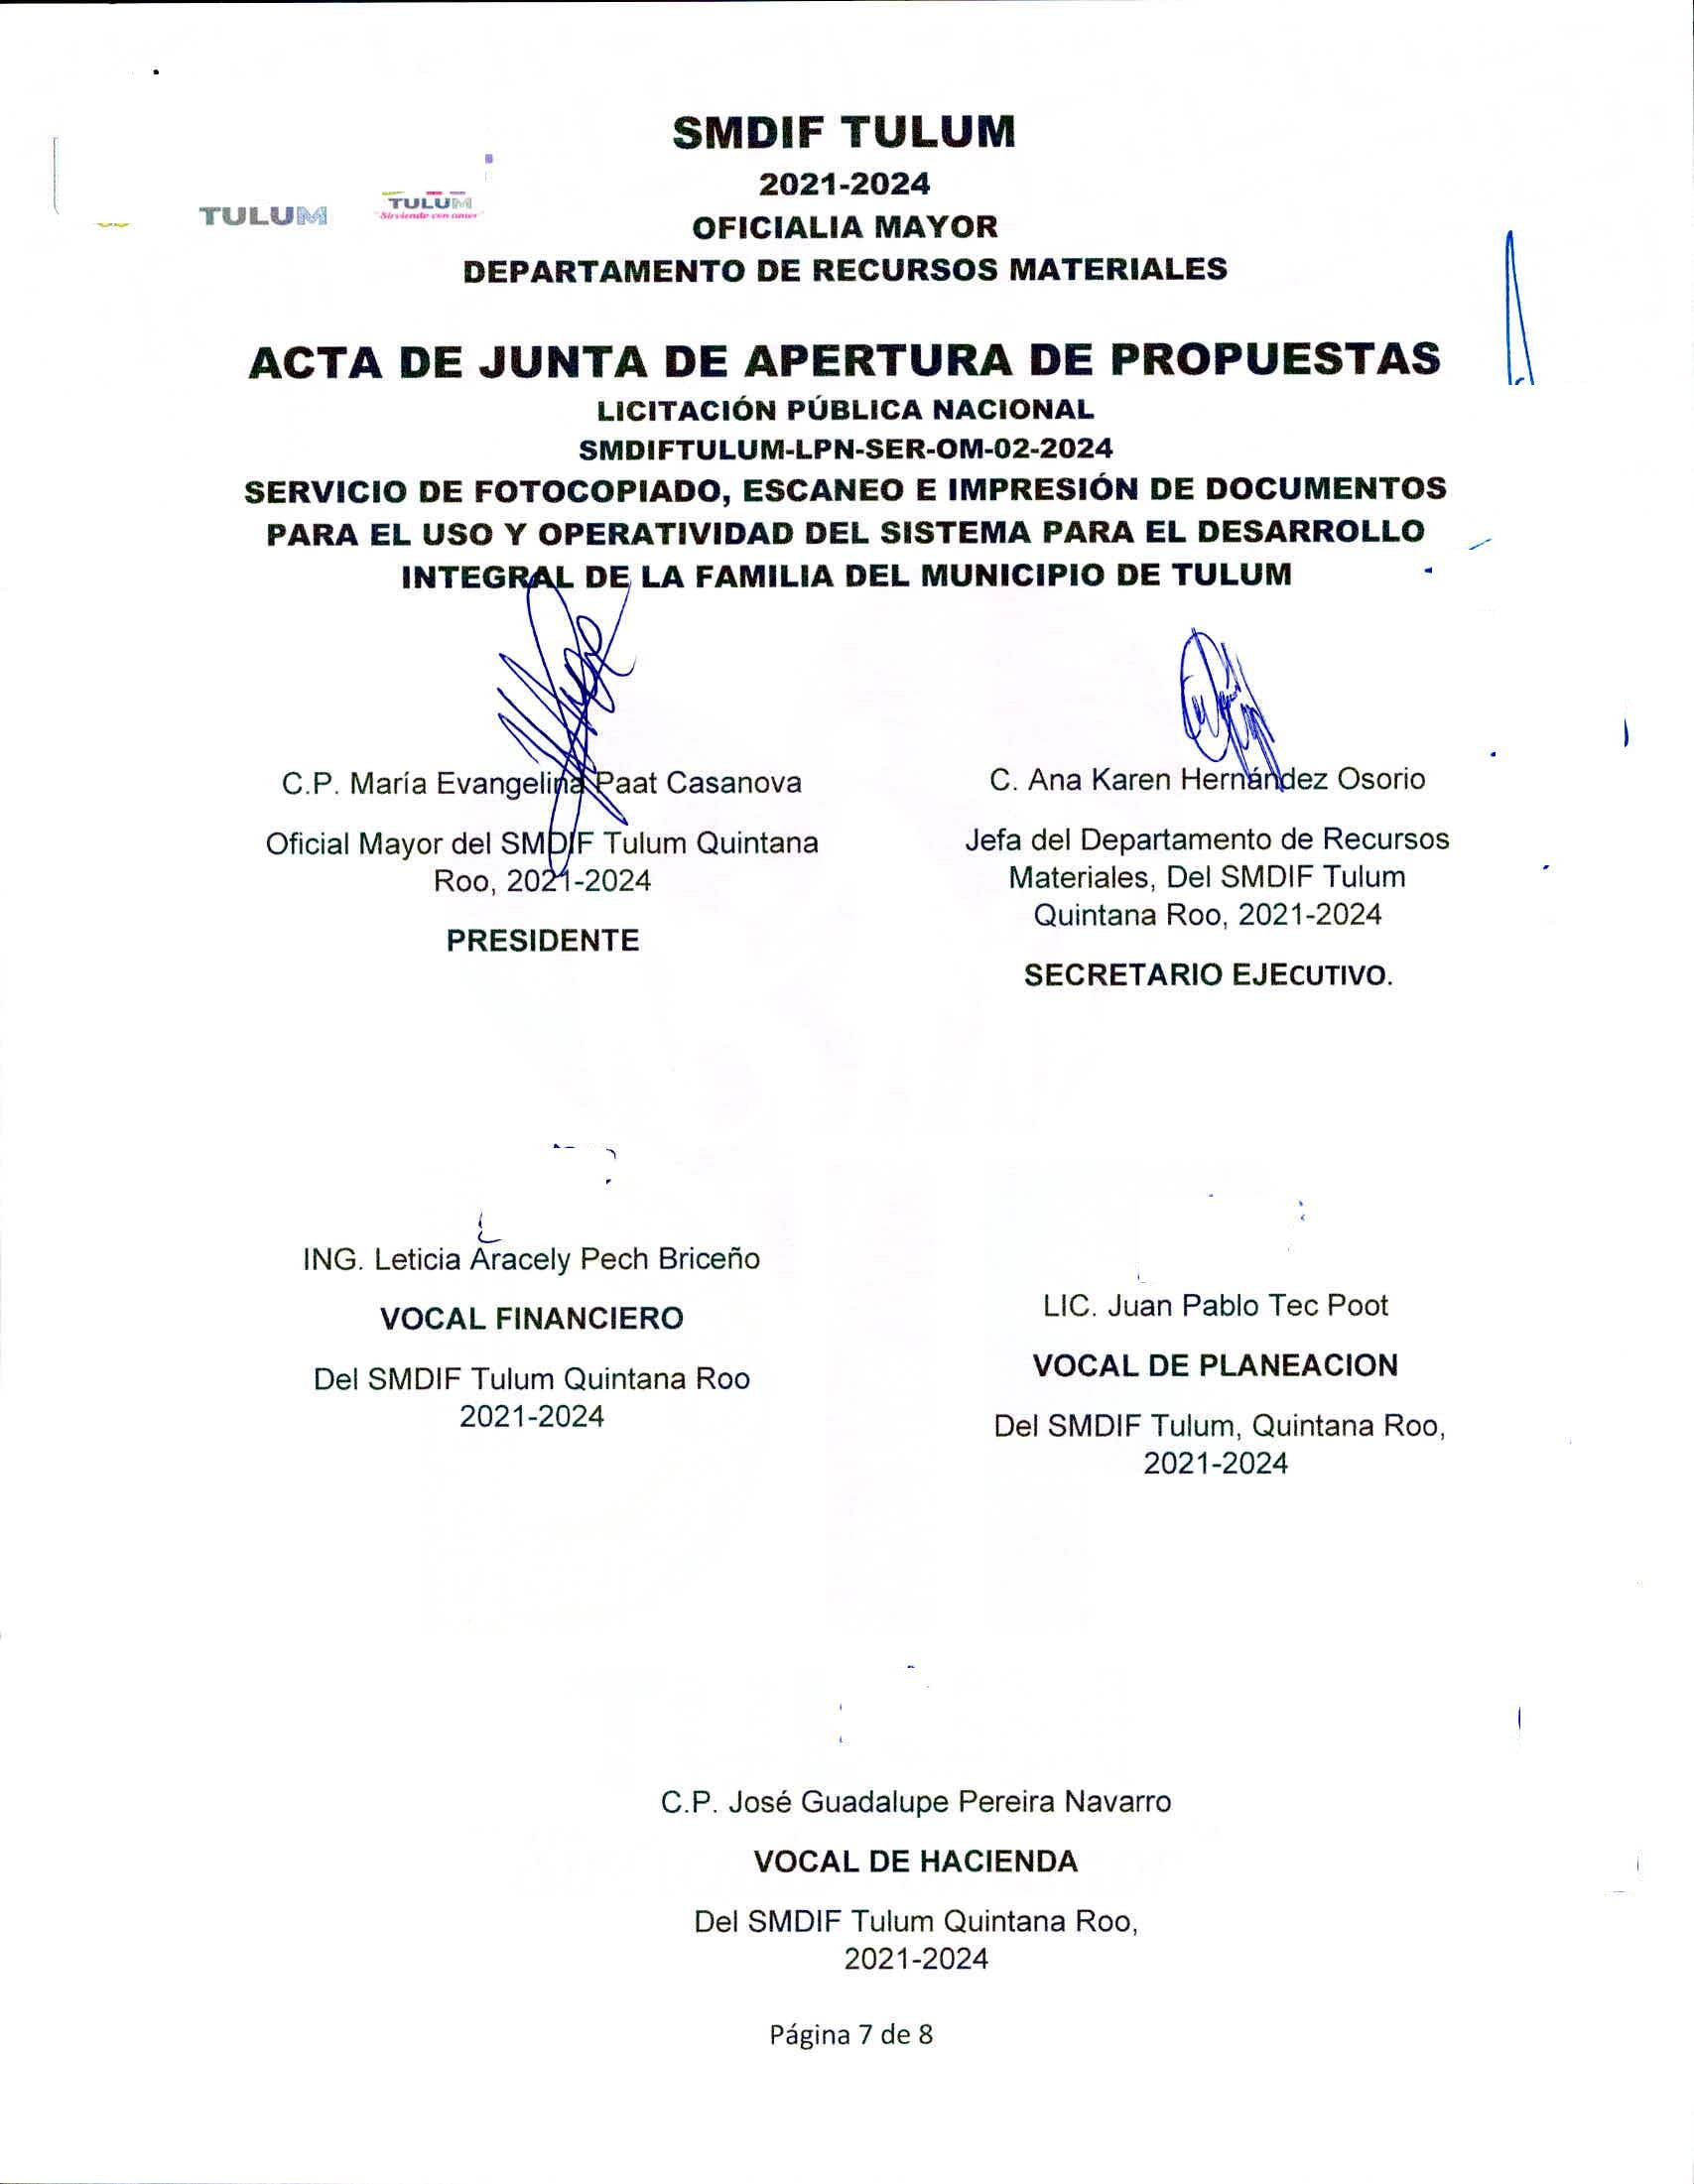 SMDIF TULUM
2021-2024
TULUM
TULUM
"Sirviendo con amor"
OFICIALIA MAYOR
DEPARTAMENTO DE RECURSOS MATERIALES
ACTA DE JUNTA DE APERTURA DE PROPUESTAS
LICITACIÓN PÚBLICA NACIONAL
SMDIFTULUM-LPN-SER-OM-02-2024
SERVICIO DE FOTOCOPIADO, ESCANEO E IMPRESIÓN DE DOCUMENTOS
PARA EL USO Y OPERATIVIDAD DEL SISTEMA PARA EL DESARROLLO
INTEGRAL DE LA FAMILIA DEL MUNICIPIO DE TULUM
C.P. María Evangelina Paat Casanova
Oficial Mayor del SMDIF Tulum Quintana
Roo, 2021-2024
PRESIDENTE
C. Ana Karen Hernández Osorio
Jefa del Departamento de Recursos
Materiales, Del SMDIF Tulum
Quintana Roo, 2021-2024
SECRETARIO EJECUTIVO.
ING. Leticia Aracely Pech Briceño
VOCAL FINANCIERO
Del SMDIF Tulum Quintana Roo
2021-2024
LIC. Juan Pablo Tec Poot
VOCAL DE PLANEACION
Del SMDIF Tulum, Quintana Roo,
2021-2024
C.P. José Guadalupe Pereira Navarro
VOCAL DE HACIENDA
Del SMDIF Tulum Quintana Roo,
2021-2024
Página 7 de 8